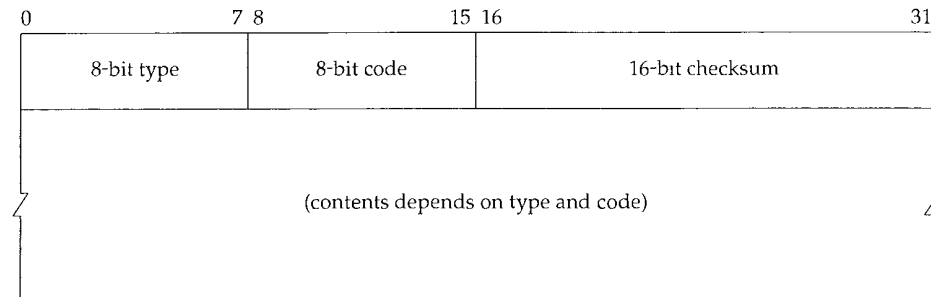 0 7 8 15 16 31
8-bit type 8-bit code 16-bit checksum
(contents depends on type and code)